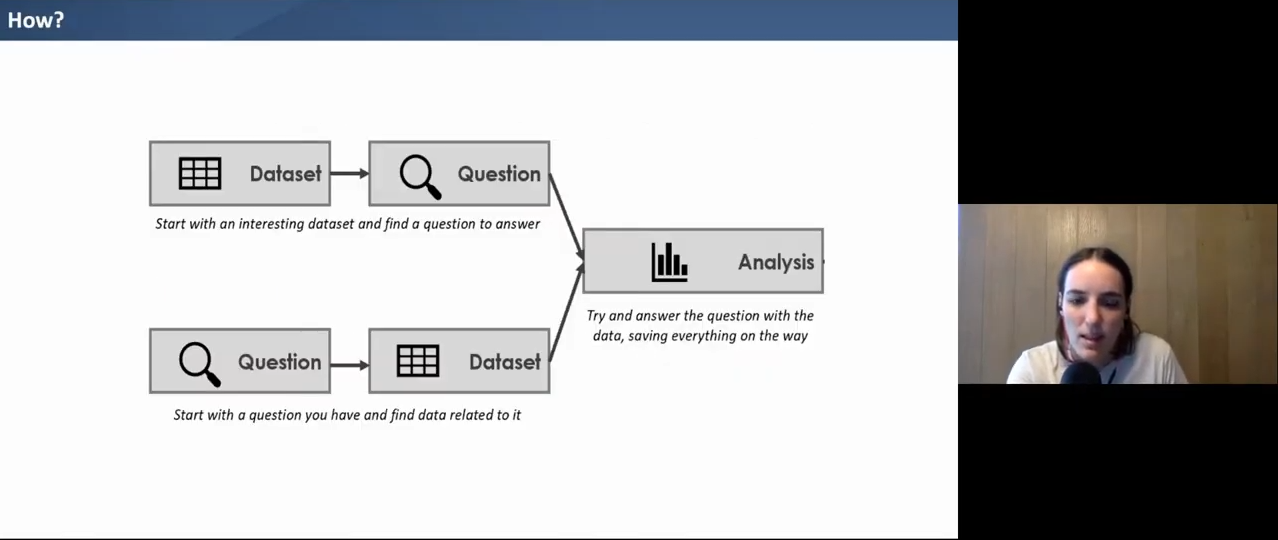 How?
Dataset
Question
Start with an interesting dataset and find a question to answer
Analysis
Try and answer the question with the
data, saving everything on the way
Question
Dataset
Start with a question you have and find data related to it